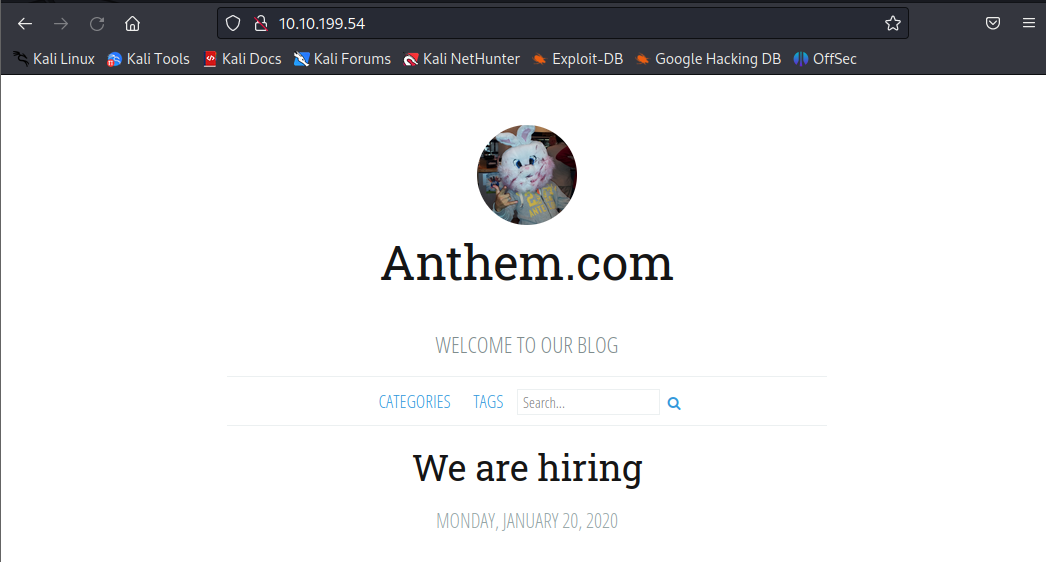 10.10.199.54
Kali Linux Kali Tools Kali Docs Kali Forums Kali NetHunter Exploit-DB Google Hacking DB OffSec
Anthem.com
WELCOME TO OUR BLOG
CATEGORIES TAGS Search...
We are hiring
MONDAY, JANUARY 20, 2020